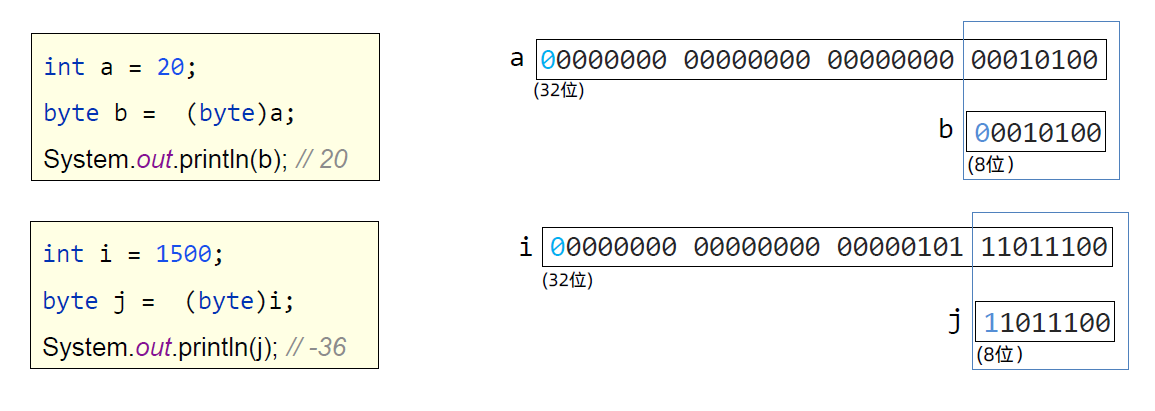 int a = 20;
byte b =  (byte)a;
System.out.println(b); // 20
a 00000000 00000000 00000000 00010100
(32位)
b 00010100
(8位)
int i = 1500;
byte j =  (byte)i;
System.out.println(j); // -36
i 00000000 00000000 00000101 11011100
(32位)
j 11011100
(8位)